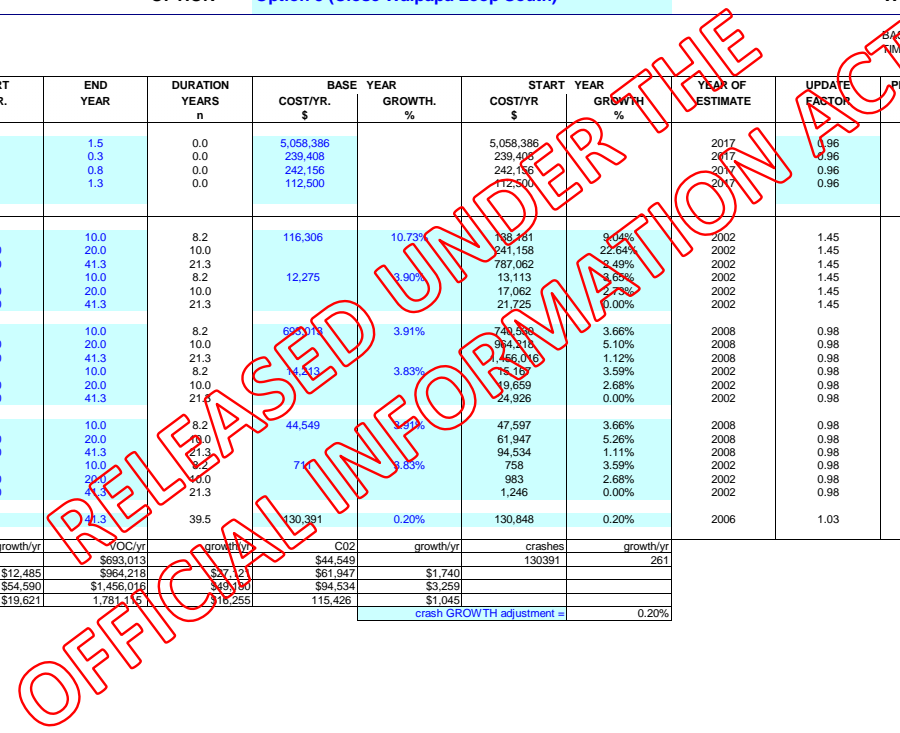 END DURATION BASE YEAR START YEAR YEAR OF UPDATE
YEAR YEARS COST/YR. GROWTH. COST/YR GROWTH ESTIMATE FACTOR
n $ % $ %
1.5 0.0 5,058,386 5,058,386 2017 0.96
0.3 0.0 239,408 239,408 2017 0.96
0.8 0.0 242,156 242,156 2017 0.96
1.3 0.0 112,500 112,500 2017 0.96
10.0 8.2 116,306 10.73% 138,181 9.04% 2002 1.45
20.0 10.0 241,158 22.64% 2002 1.45
41.3 21.3 787,062 2.49% 2002 1.45
10.0 8.2 12,275 3.90% 13,113 3.65% 2002 1.45
20.0 10.0 17,062 2.73% 2002 1.45
41.3 21.3 21,725 0.00% 2002 1.45
10.0 8.2 693,013 3.91% 740,530 3.66% 2008 0.98
20.0 10.0 964,218 5.10% 2008 0.98
41.3 21.3 1,456,016 1.12% 2008 0.98
10.0 8.2 14,213 3.83% 15,167 3.59% 2002 0.98
20.0 10.0 19,659 2.68% 2002 0.98
41.3 21.3 24,926 0.00% 2002 0.98
10.0 8.2 44,549 3.91% 47,597 3.66% 2008 0.98
20.0 10.0 61,947 5.26% 2008 0.98
41.3 21.3 94,534 1.11% 2008 0.98
10.0 8.2 711 3.83% 758 3.59% 2002 0.98
20.0 10.0 983 2.68% 2002 0.98
41.3 21.3 1,246 0.00% 2002 0.98
41.3 39.5 130,391 0.20% 130,848 0.20% 2006 1.03
growth/yr VOC/yr growth/yr C02 growth/yr crashes growth/yr
$693,013 $44,549 130391 261
$12,485 $964,218 $27,121 $61,947 $1,740
$54,590 $1,456,016 $49,180 $94,534 $3,259
$19,621 1,781,115 $16,255 115,426 $1,045
crash GROWTH adjustment = 0.20%
RELEASED UNDER THE
OFFICIAL INFORMATION ACT